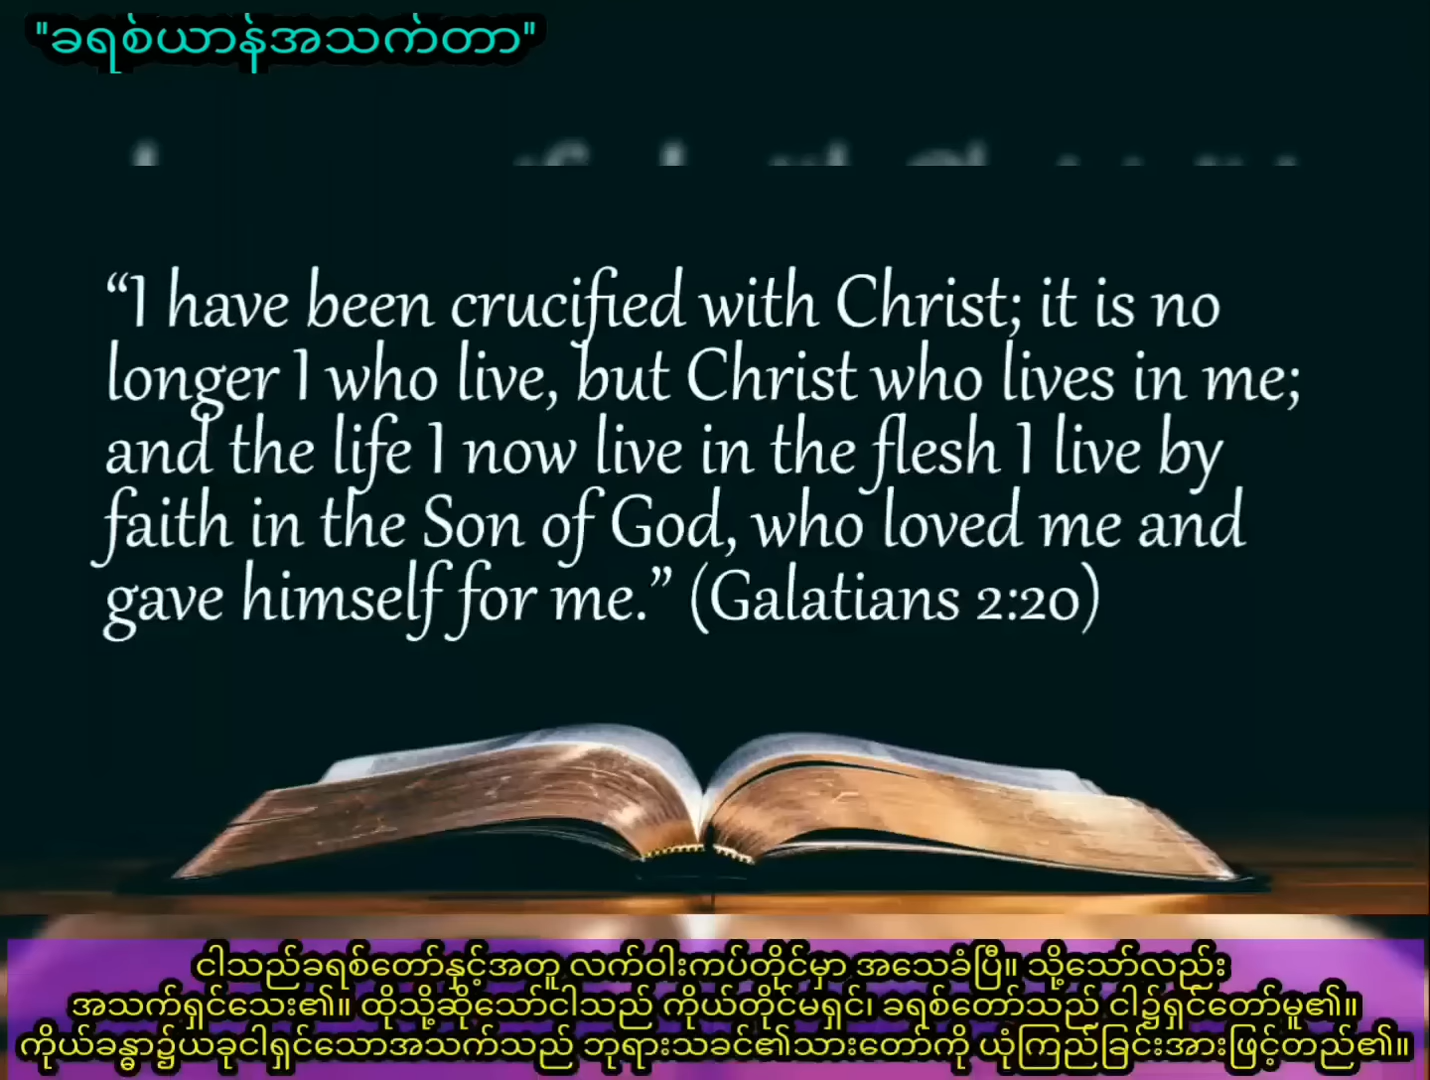 "ခရစ်ယာန်အသက်တာ"
“I have been crucified with Christ; it is no
longer I who live, but Christ who lives in me;
and the life I now live in the flesh I live by
faith in the Son of God, who loved me and
gave himself for me.” (Galatians 2:20)
ငါသည်ခရစ်တော်နှင့်အတူ လက်ဝါးကပ်တိုင်မှာ အသေခံပြီ။ သို့သော်လည်း
အသက်ရှင်သေး၏။ ထိုသို့ဆိုသော်ငါသည် ကိုယ်တိုင်မရှင်၊ ခရစ်တော်သည် ငါ၌ရှင်တော်မူ၏။
ကိုယ်ခန္ဓာ၌ယခုငါရှင်သောအသက်သည် ဘုရားသခင်၏သားတော်ကို ယုံကြည်ခြင်းအားဖြင့်တည်၏။